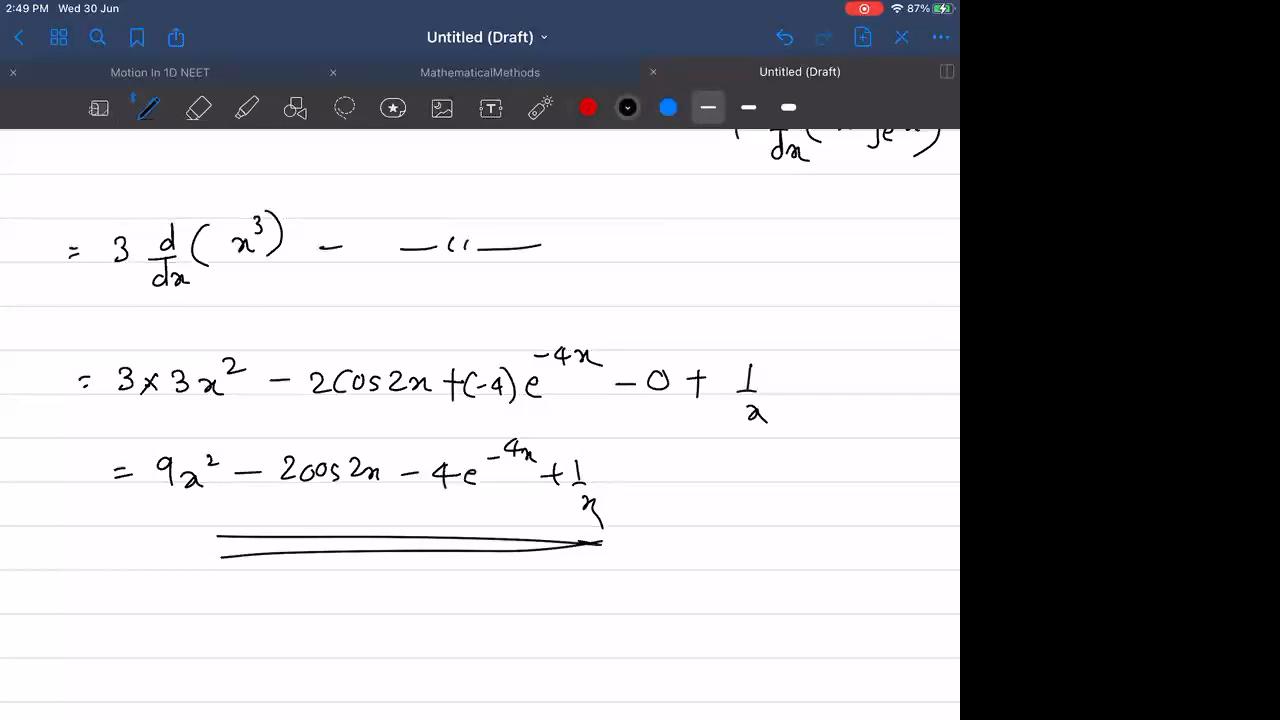 2:49 PM Wed 30 Jun
87%
Untitled (Draft)
Motion In 1D NEET
MathematicalMethods
Untitled (Draft)
T
d/dx (
= 3 d/dx ( x³ ) - — " —
= 3 × 3x² - 2cos2x + (-4) e^-4x - 0 + 1/x
= 9x² - 2cos2x - 4e^-4x + 1/x